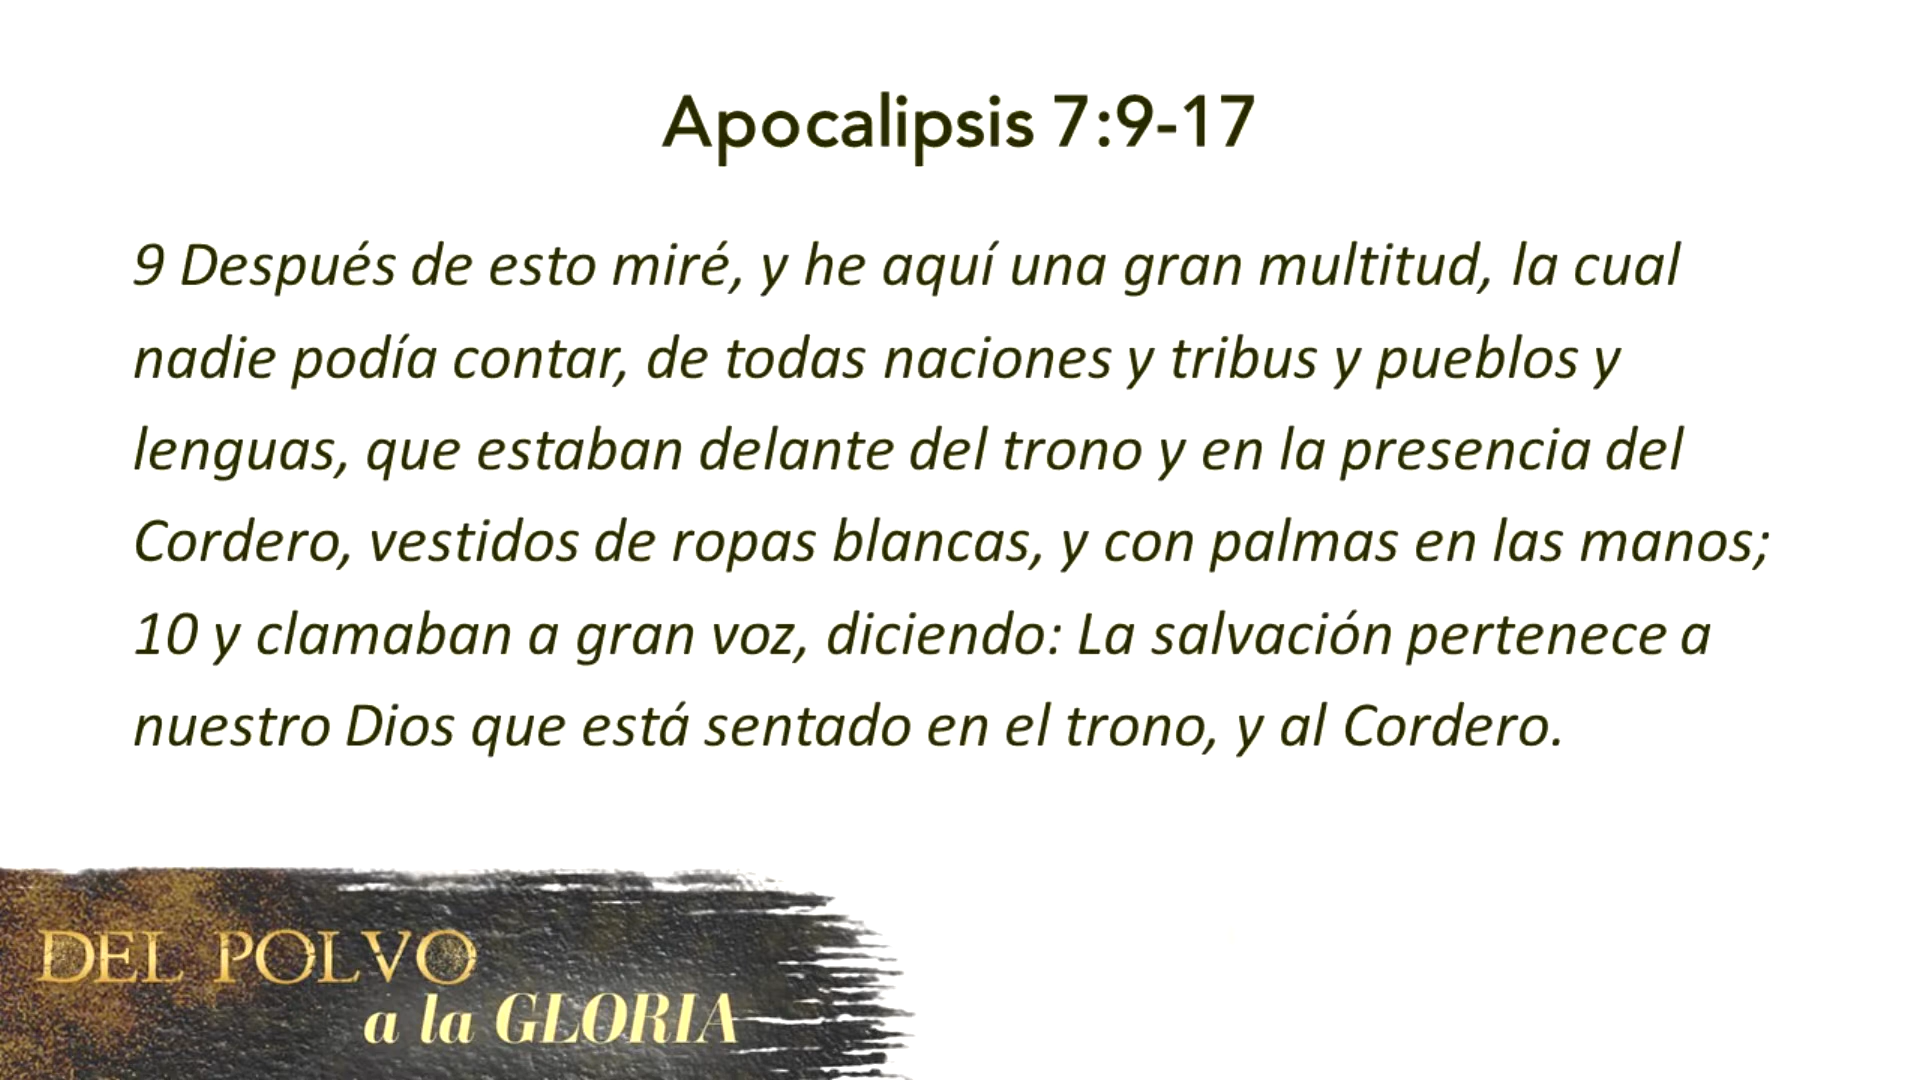 Apocalipsis 7:9-17
9 Después de esto miré, y he aquí una gran multitud, la cual
nadie podía contar, de todas naciones y tribus y pueblos y
lenguas, que estaban delante del trono y en la presencia del
Cordero, vestidos de ropas blancas, y con palmas en las manos;
10 y clamaban a gran voz, diciendo: La salvación pertenece a
nuestro Dios que está sentado en el trono, y al Cordero.
DEL POLVO
a la GLORIA